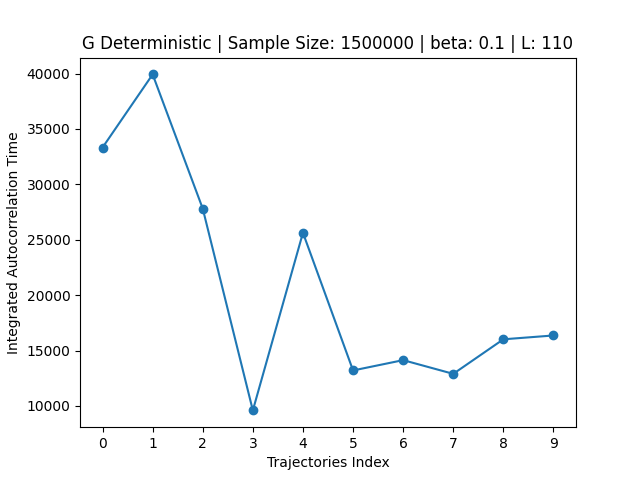 G Deterministic | Sample Size: 1500000 | beta: 0.1 | L: 110
Integrated Autocorrelation Time
40000
35000
30000
25000
20000
15000
10000
0 1 2 3 4 5 6 7 8 9
Trajectories Index